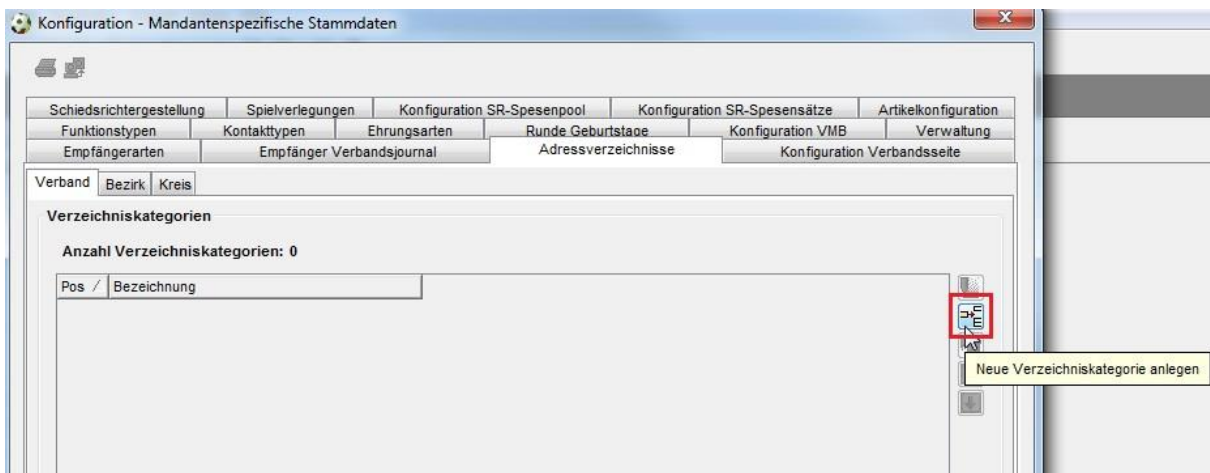 Konfiguration - Mandantenspezifische Stammdaten
Schiedsrichtergestellung Spielverlegungen Konfiguration SR-Spesenpool Konfiguration SR-Spesensätze Artikelkonfiguration
Funktionstypen Kontakttypen Ehrungsarten Runde Geburtstage Konfiguration VMB Verwaltung
Empfängerarten Empfänger Verbandsjournal Adressverzeichnisse Konfiguration Verbandsseite
Verband Bezirk Kreis
Verzeichniskategorien
Anzahl Verzeichniskategorien: 0
Pos / Bezeichnung
Neue Verzeichniskategorie anlegen